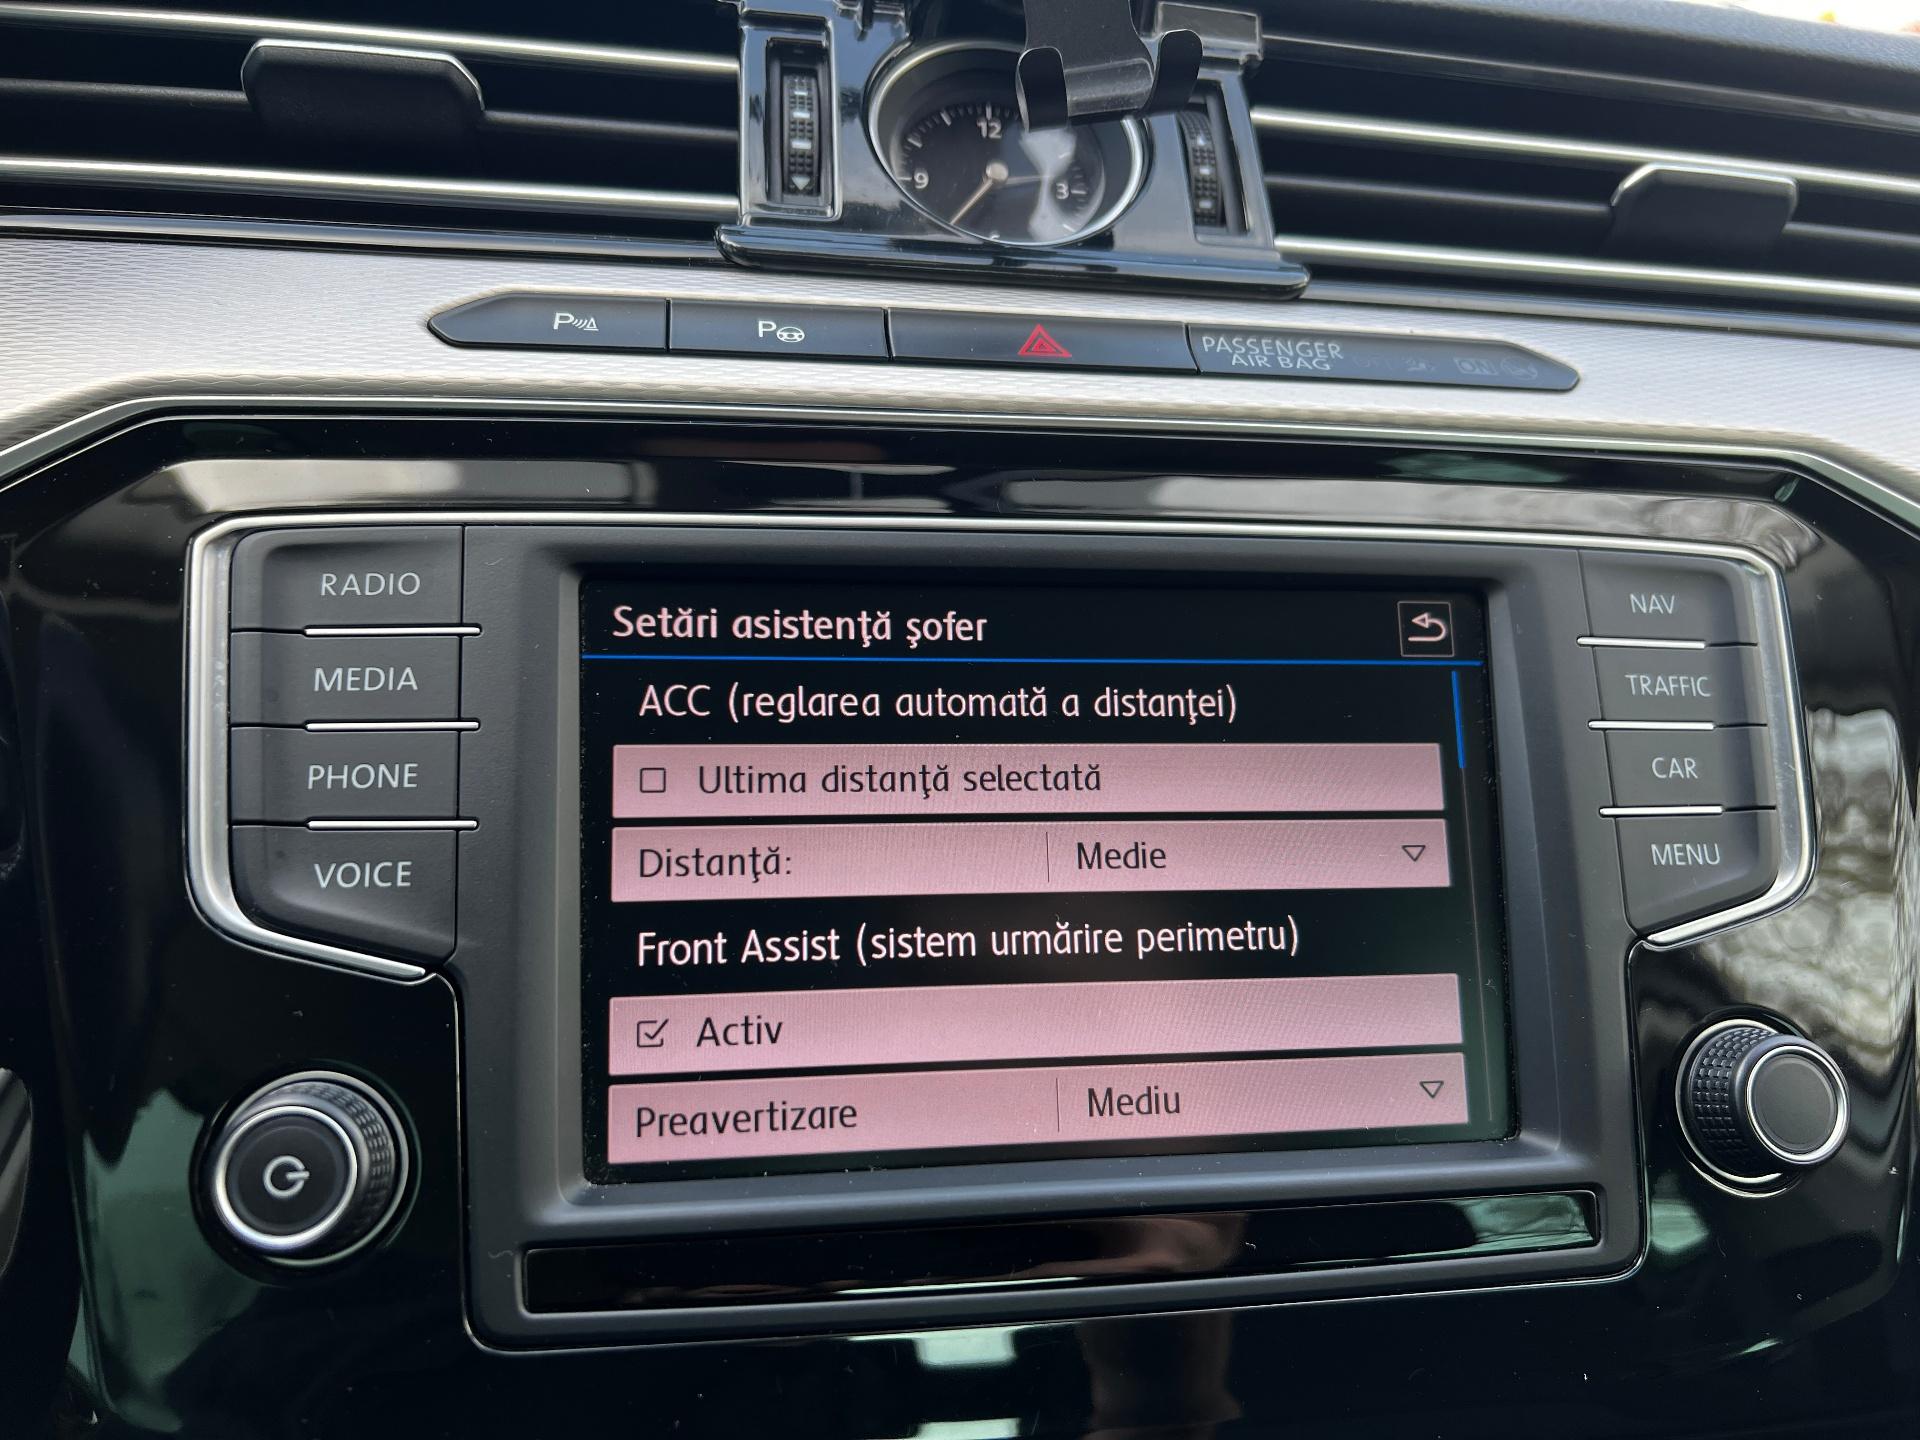 12
9
3
P
P
PASSENGER
AIR BAG
ON
RADIO
MEDIA
PHONE
VOICE
Setări asistenţă şofer
ACC (reglarea automată a distanţei)
Ultima distanţă selectată
Distanţă: Medie
Front Assist (sistem urmărire perimetru)
Activ
Preavertizare Mediu
NAV
TRAFFIC
CAR
MENU